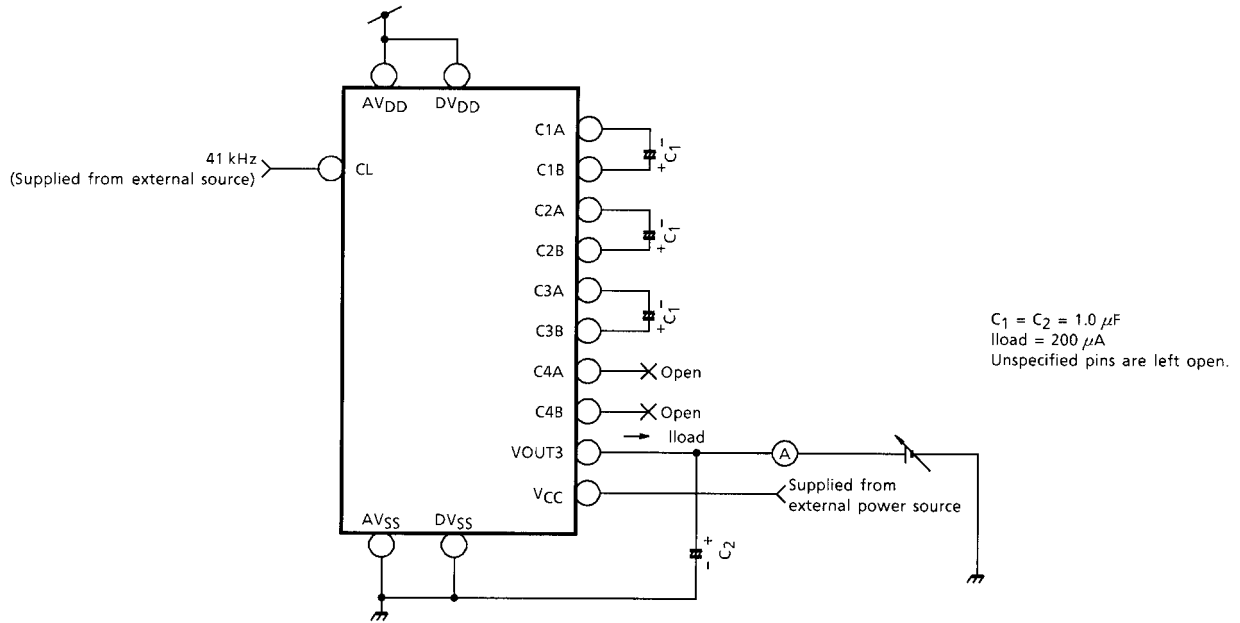 AVDD
DVDD
41 kHz
(Supplied from external source)
CL
C1A
C1B
C2A
C2B
C3A
C3B
C4A
C4B
VOUT3
VCC
AVSS
DVSS
− + C1
− + C1
− + C1
Open
Open
Iload
A
Supplied from
external power source
+ − C2
C1 = C2 = 1.0 μF
Iload = 200 μA
Unspecified pins are left open.